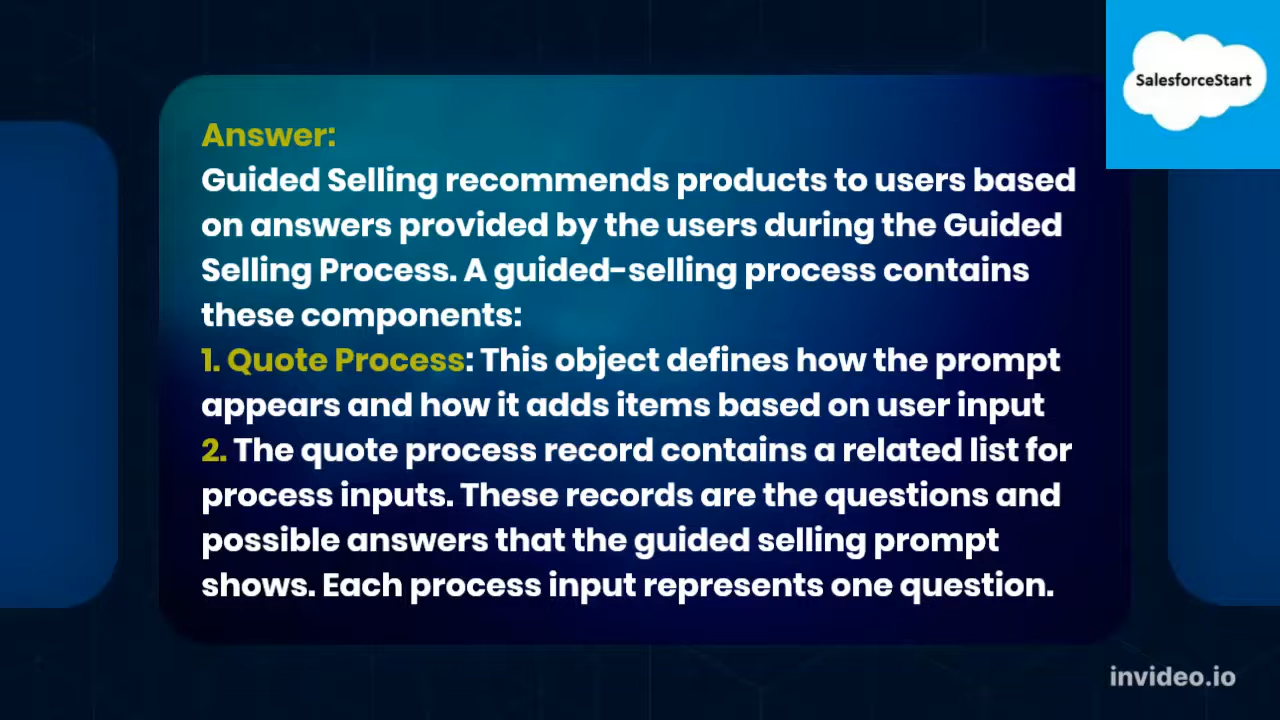 SalesforceStart
Answer:
Guided Selling recommends products to users based
on answers provided by the users during the Guided
Selling Process. A guided-selling process contains
these components:
1. Quote Process: This object defines how the prompt
appears and how it adds items based on user input
2. The quote process record contains a related list for
process inputs. These records are the questions and
possible answers that the guided selling prompt
shows. Each process input represents one question.
invideo.io